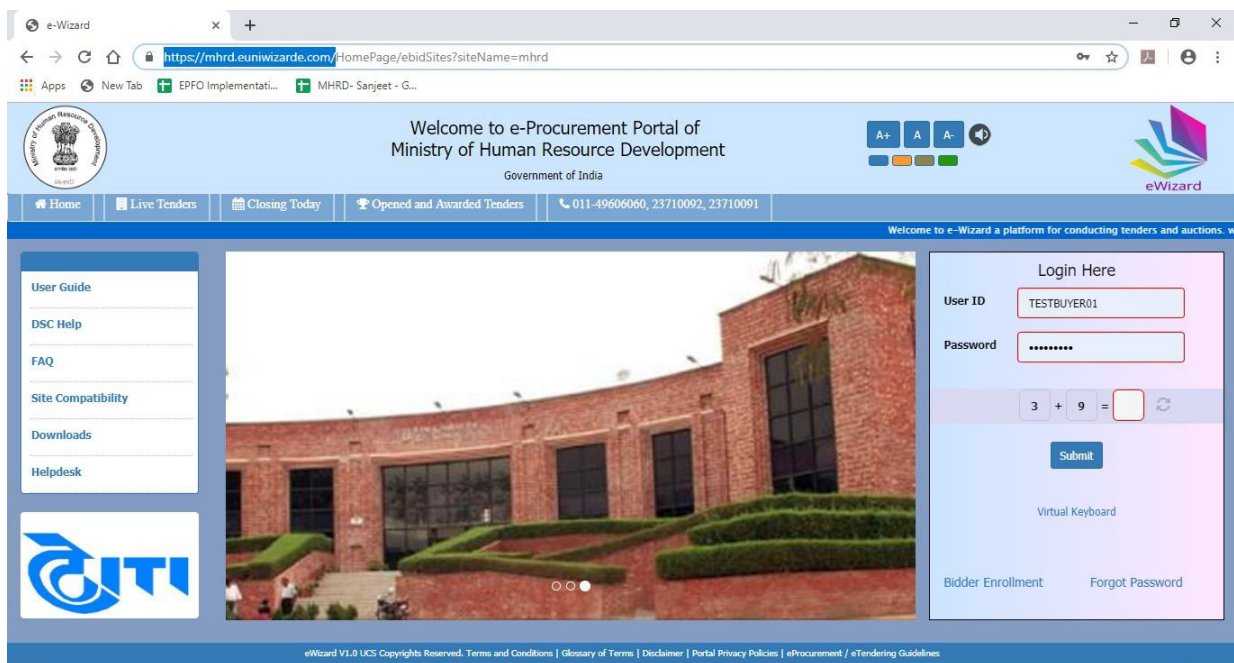 e-Wizard
https://mhrd.euniwizarde.com/HomePage/ebidSites?siteName=mhrd
Apps New Tab EPFO Implementati... MHRD- Sanjeet - G...
Welcome to e-Procurement Portal of
Ministry of Human Resource Development
Government of India
A+ A A-
eWizard
Home Live Tenders Closing Today Opened and Awarded Tenders 011-49606060, 23710092, 23710091
Welcome to e-Wizard a platform for conducting tenders and auctions. w
User Guide
DSC Help
FAQ
Site Compatibility
Downloads
Helpdesk
ITI
Login Here
User ID TESTBUYER01
Password •••••••••
3 + 9 =
Submit
Virtual Keyboard
Bidder Enrollment Forgot Password
eWizard V1.0 UCS Copyrights Reserved. Terms and Conditions | Glossary of Terms | Disclaimer | Portal Privacy Policies | eProcurement / eTendering Guidelines